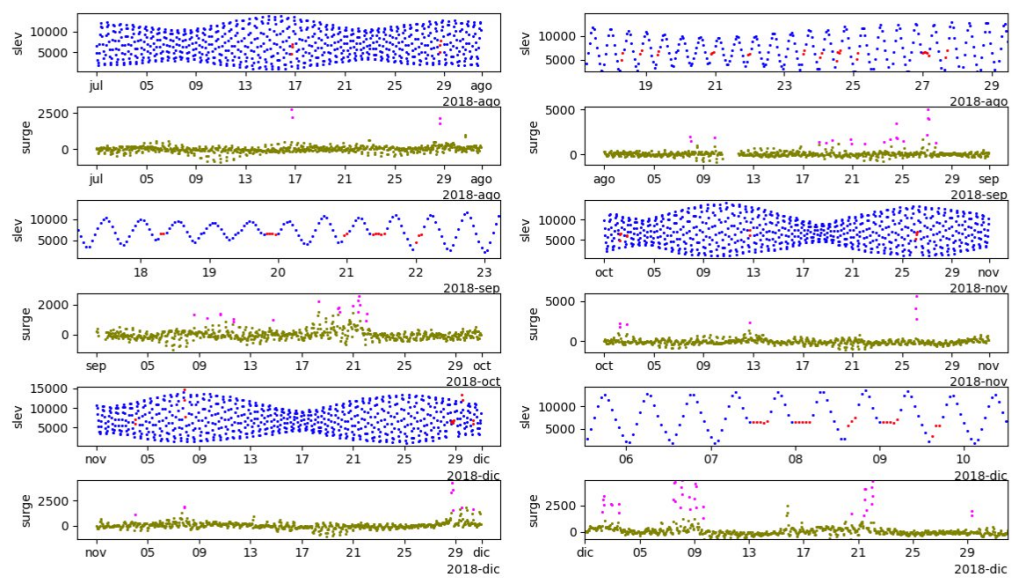 slev 10000 5000
jul 05 09 13 17 21 25 29 ago
2018-ago
surge 2500 0
jul 05 09 13 17 21 25 29 ago
2018-ago
slev 10000 5000
18 19 20 21 22 23
2018-sep
surge 2000 0
sep 05 09 13 17 21 25 29 oct
2018-oct
slev 15000 10000 5000
nov 05 09 13 17 21 25 29 dic
2018-dic
surge 2500 0
nov 05 09 13 17 21 25 29 dic
2018-dic
slev 10000 5000
19 21 23 25 27 29
2018-ago
surge 5000 0
ago 05 09 13 17 21 25 29 sep
2018-sep
slev 10000 5000
oct 05 09 13 17 21 25 29 nov
2018-nov
surge 5000 0
oct 05 09 13 17 21 25 29 nov
2018-nov
slev 10000 5000
06 07 08 09 10
2018-dic
surge 2500 0
dic 05 09 13 17 21 25 29
2018-dic